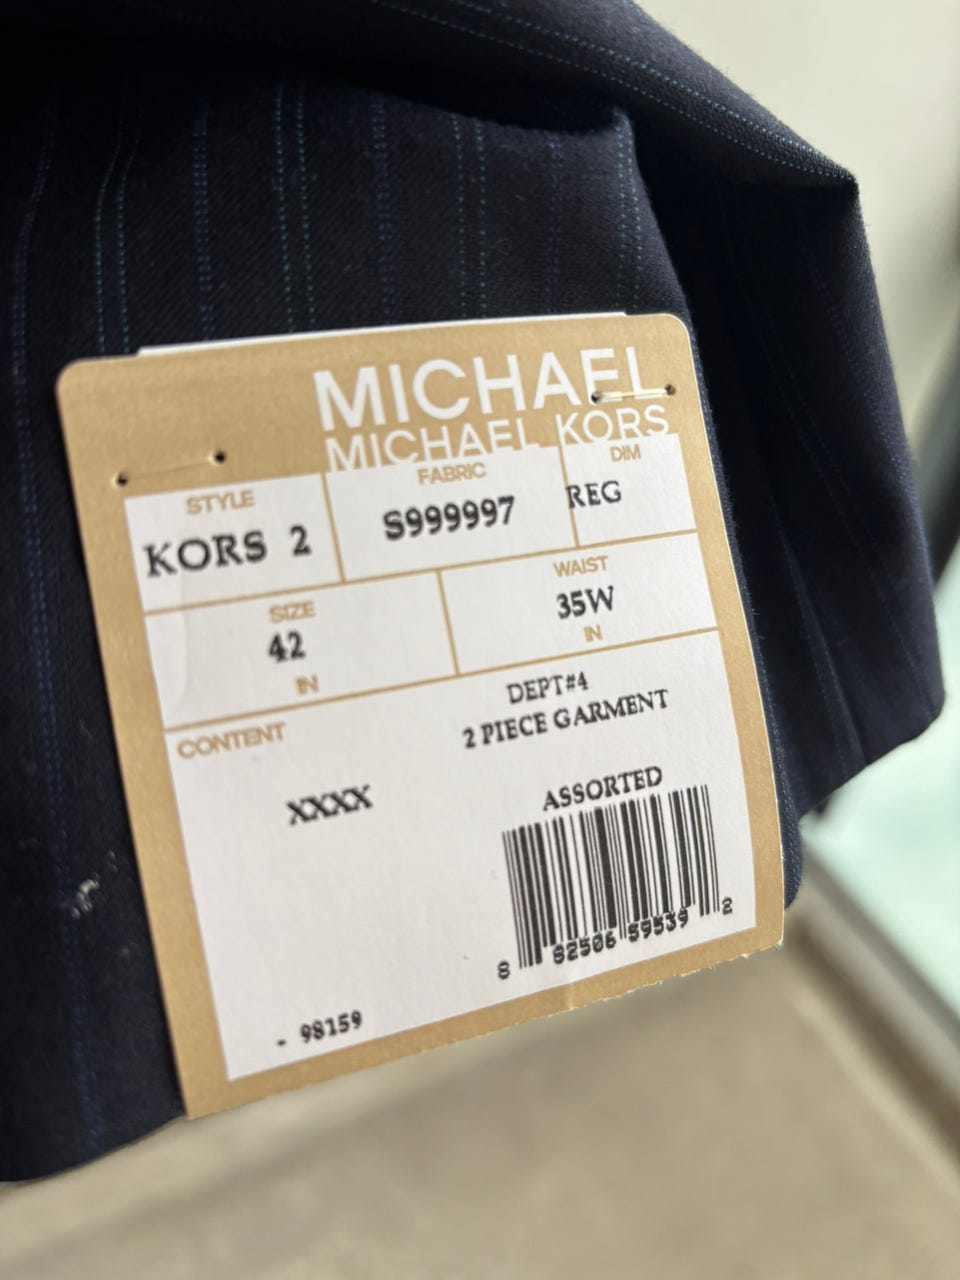 MICHAEL
MICHAEL KORS
STYLE FABRIC DIM
KORS 2 S999997 REG
SIZE WAIST
42 35W
IN IN
CONTENT DEPT#4
2 PIECE GARMENT
XXXX ASSORTED
8 82506 59539 2
- 98159